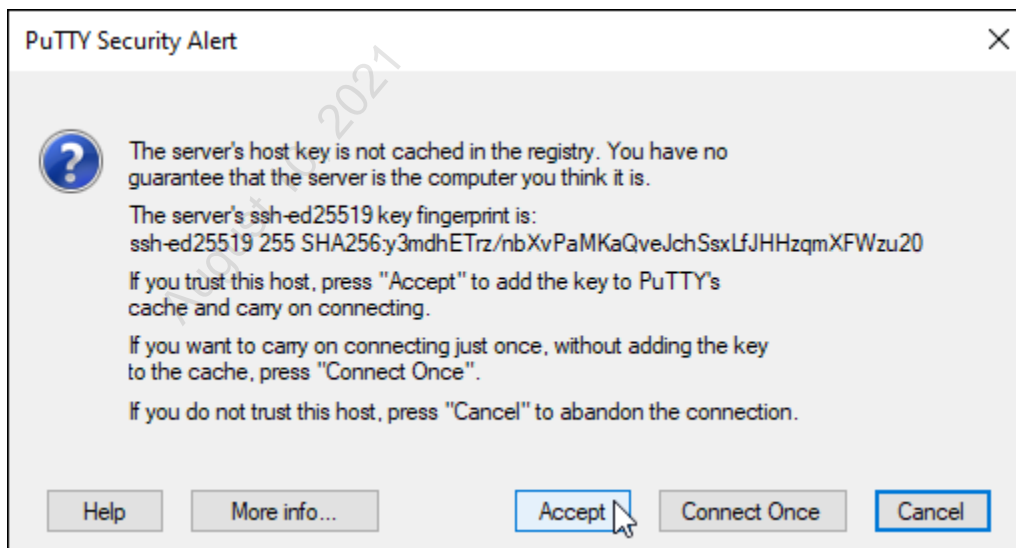 PuTTY Security Alert
The server's host key is not cached in the registry. You have no
guarantee that the server is the computer you think it is.
The server's ssh-ed25519 key fingerprint is:
ssh-ed25519 255 SHA256:y3mdhETrz/nbXvPaMKaQveJchSsxLfJHHzqmXFWzu20
If you trust this host, press "Accept" to add the key to PuTTY's
cache and carry on connecting.
If you want to carry on connecting just once, without adding the key
to the cache, press "Connect Once".
If you do not trust this host, press "Cancel" to abandon the connection.
Help More info... Accept Connect Once Cancel
August 10, 2021